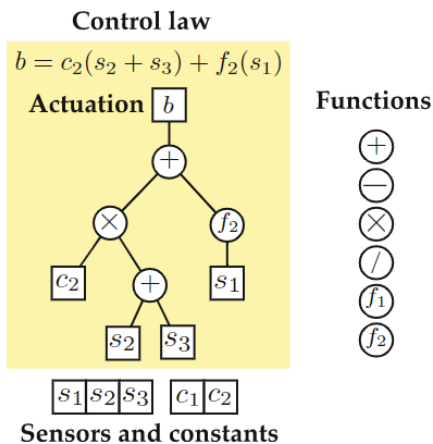 Control law
b = c₂(s₂ + s₃) + f₂(s₁)
Actuation b
Functions
+
+
−
×
f₂
×
/
c₂
+
s₁
f₁
s₂ s₃
f₂
s₁ s₂ s₃ c₁ c₂
Sensors and constants